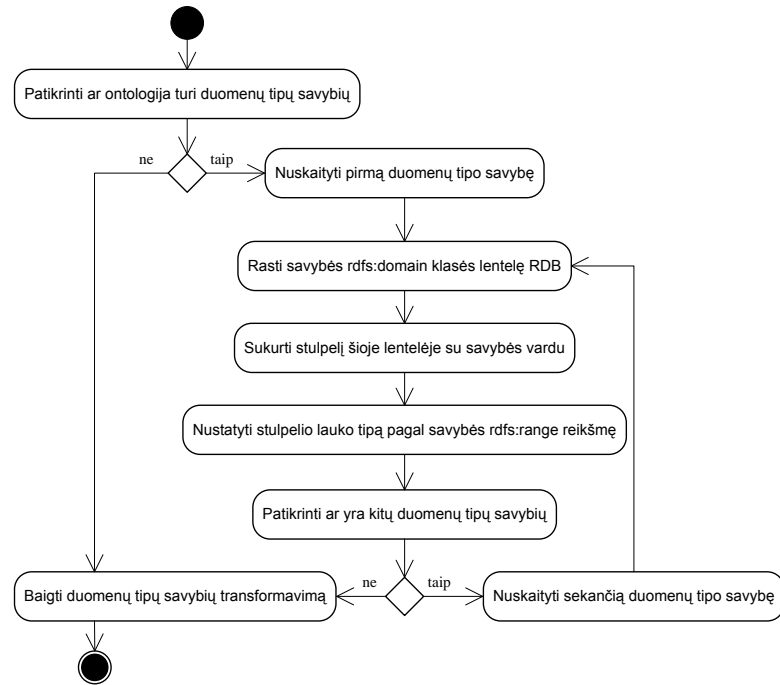 Patikrinti ar ontologija turi duomenų tipų savybių
ne
taip
Nuskaityti pirmą duomenų tipo savybę
Rasti savybės rdfs:domain klasės lentelę RDB
Sukurti stulpelį šioje lentelėje su savybės vardu
Nustatyti stulpelio lauko tipą pagal savybės rdfs:range reikšmę
Patikrinti ar yra kitų duomenų tipų savybių
ne
taip
Baigti duomenų tipų savybių transformavimą
Nuskaityti sekančią duomenų tipo savybę